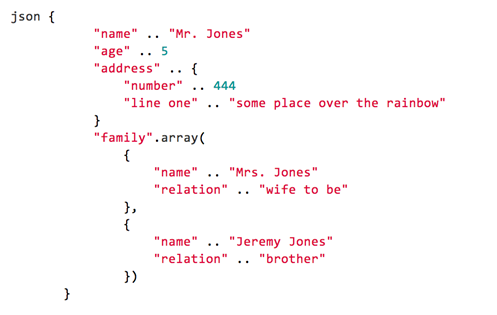 json {
"name" .. "Mr. Jones"
"age" .. 5
"address" .. {
"number" .. 444
"line one" .. "some place over the rainbow"
}
"family".array(
{
"name" .. "Mrs. Jones"
"relation" .. "wife to be"
},
{
"name" .. "Jeremy Jones"
"relation" .. "brother"
})
}